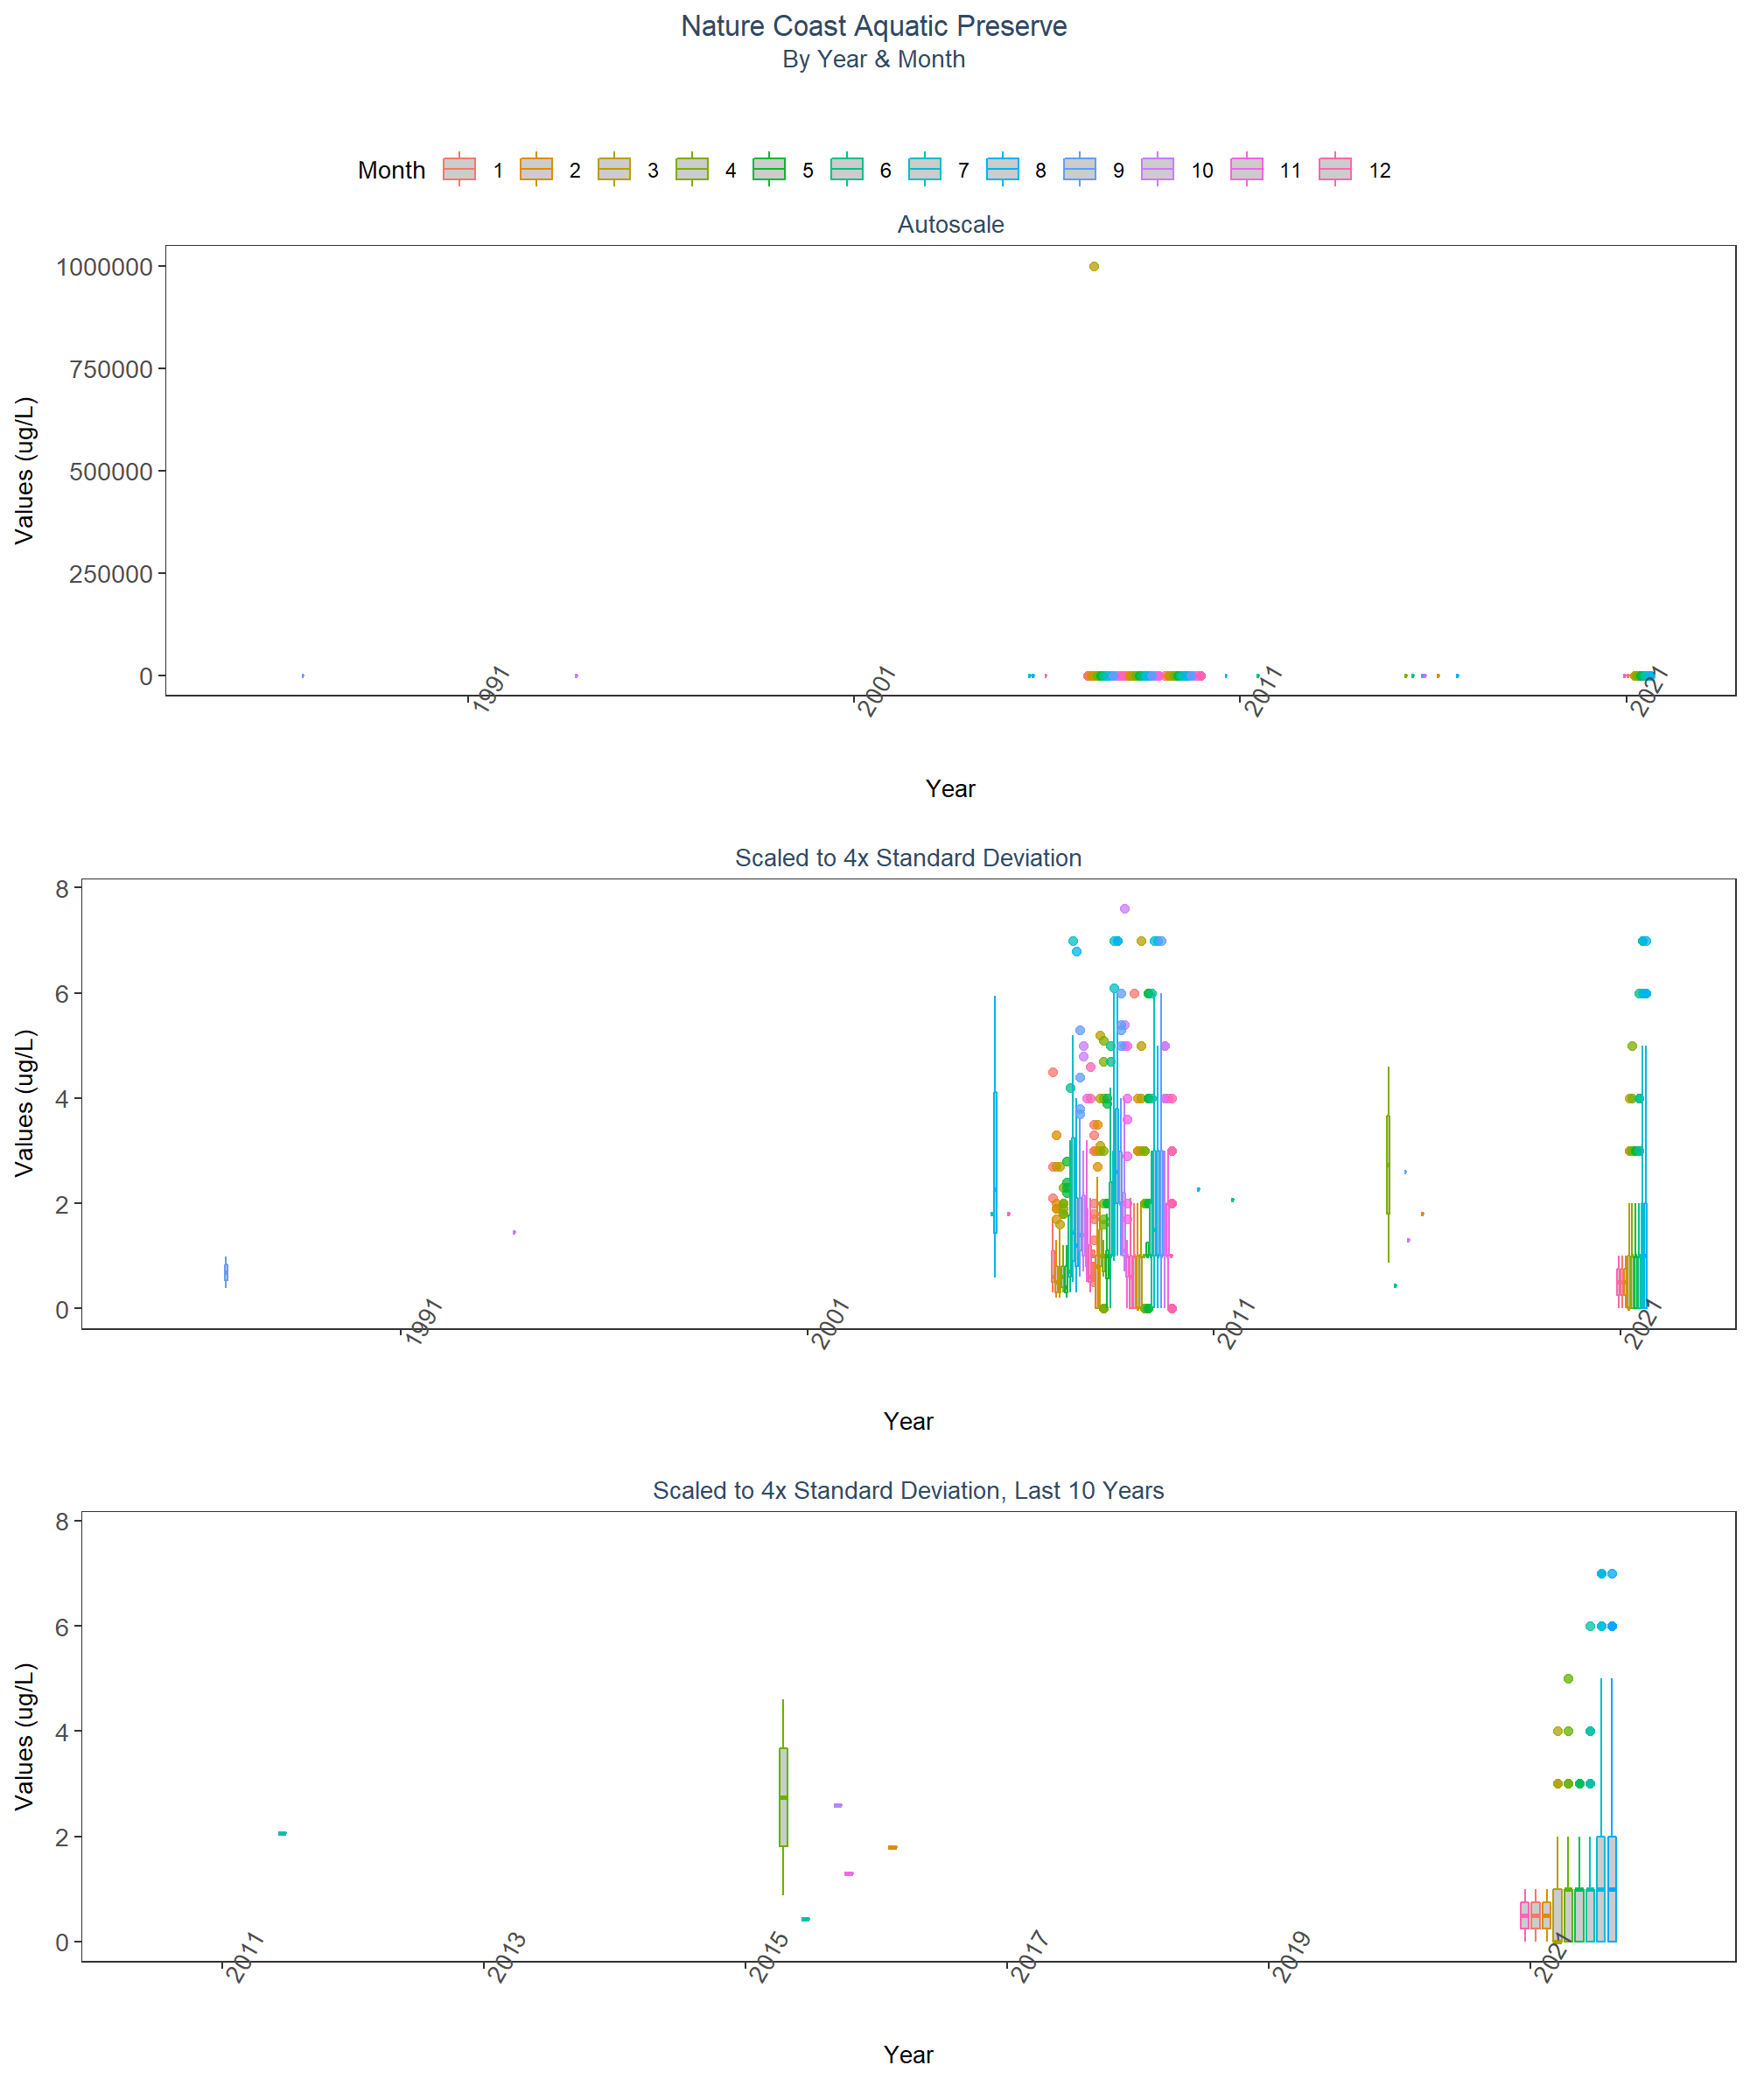 Nature Coast Aquatic Preserve
By Year & Month
Month 1 2 3 4 5 6 7 8 9 10 11 12
Autoscale
1000000
750000
500000
250000
0
Values (ug/L)
1991 2001 2011 2021
Year
Scaled to 4x Standard Deviation
8
6
4
2
0
Values (ug/L)
1991 2001 2011 2021
Year
Scaled to 4x Standard Deviation, Last 10 Years
8
6
4
2
0
Values (ug/L)
2011 2013 2015 2017 2019 2021
Year